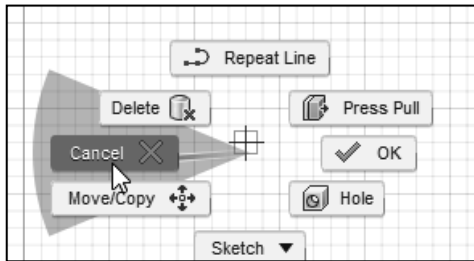 Repeat Line
Delete
Press Pull
Cancel
OK
Move/Copy
Hole
Sketch